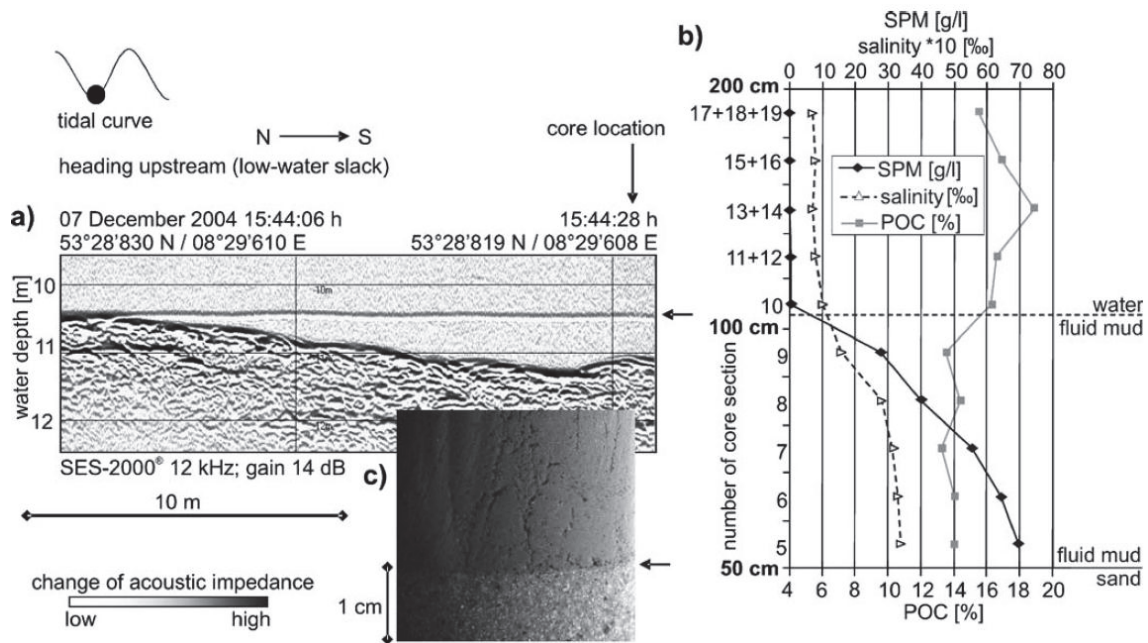 tidal curve
N S
heading upstream (low-water slack)
core location
a)
07 December 2004 15:44:06 h 15:44:28 h
53°28'830 N / 08°29'610 E 53°28'819 N / 08°29'608 E
water depth [m]
10
11
12
-10m
SES-2000® 12 kHz; gain 14 dB
10 m
change of acoustic impedance
low high
c)
1 cm
b)
SPM [g/l]
salinity *10 [‰]
0 10 20 30 40 50 60 70 80
200 cm
17+18+19
15+16
13+14
11+12
10
100 cm
9
8
7
6
5
50 cm
number of core section
SPM [g/l]
salinity[‰]
POC [%]
water
fluid mud
fluid mud
sand
4 6 8 10 12 14 16 18 20
POC [%]